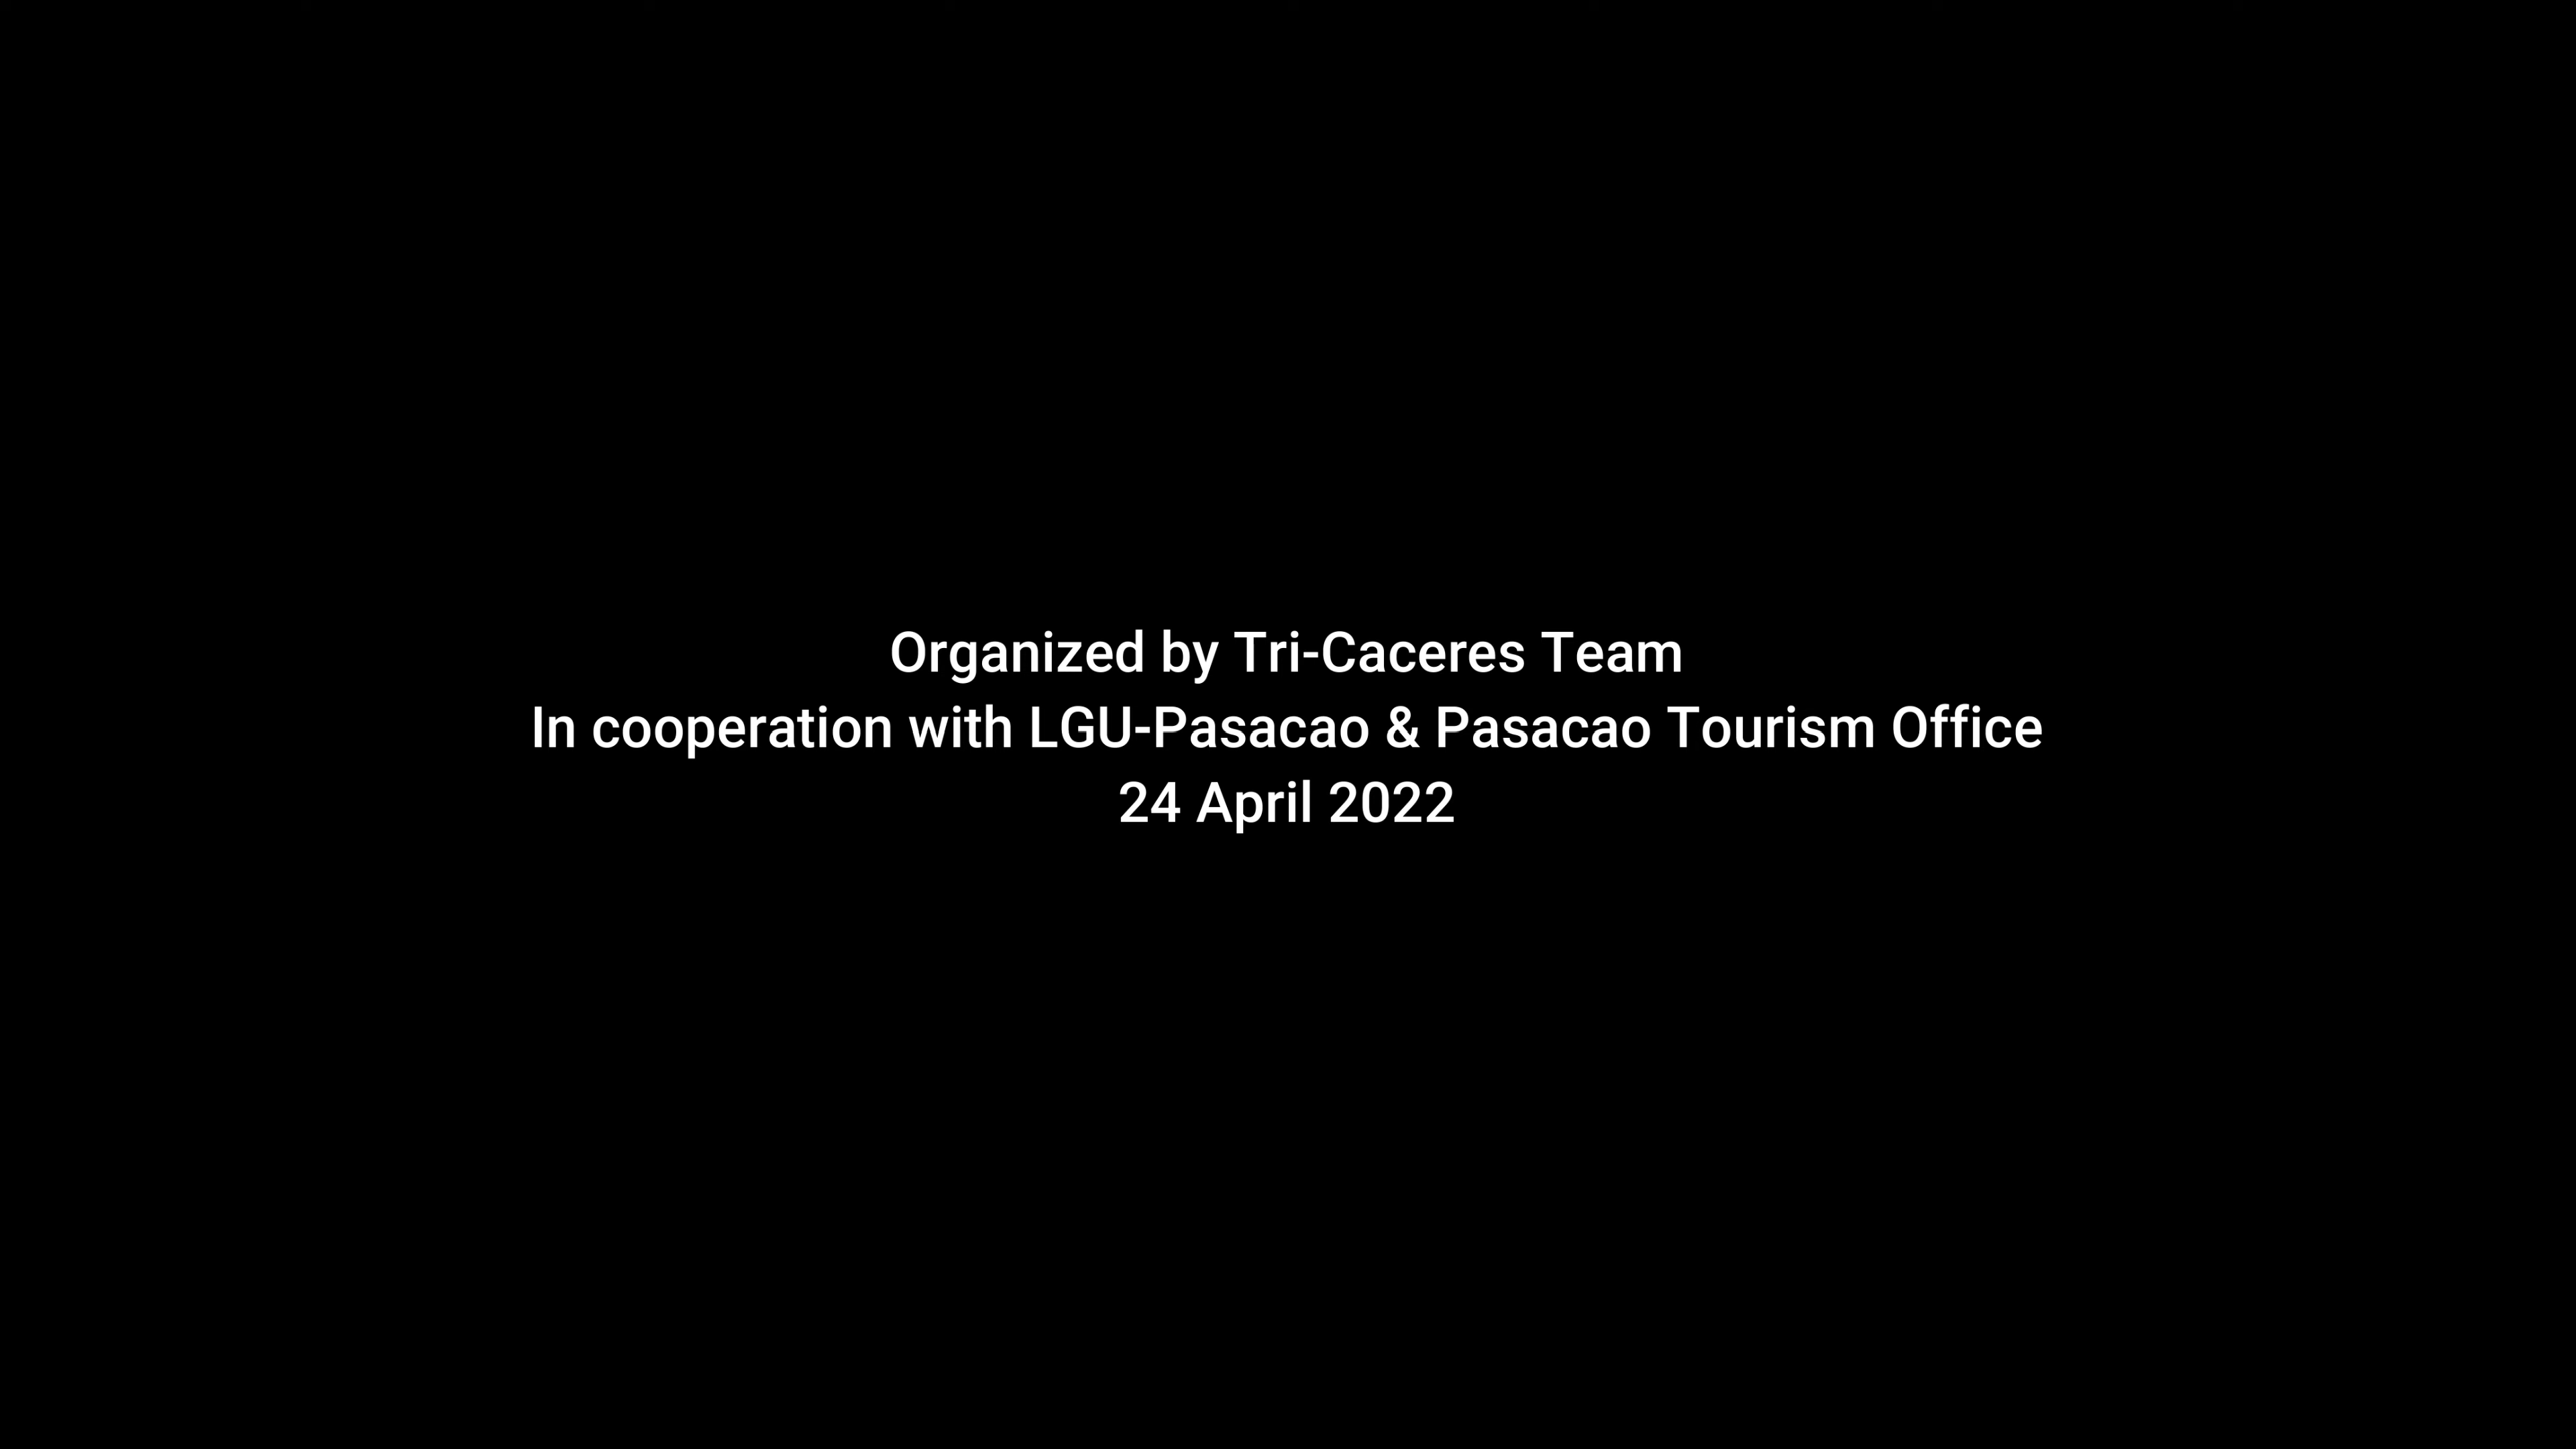 Organized by Tri-Caceres Team
In cooperation with LGU-Pasacao & Pasacao Tourism Office
24 April 2022